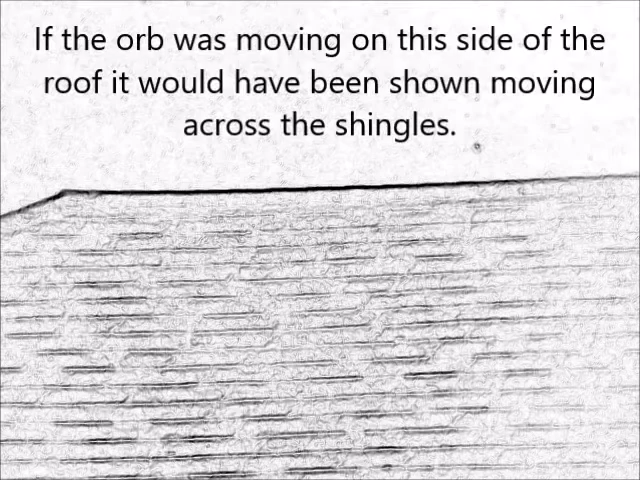 If the orb was moving on this side of the
roof it would have been shown moving
across the shingles.